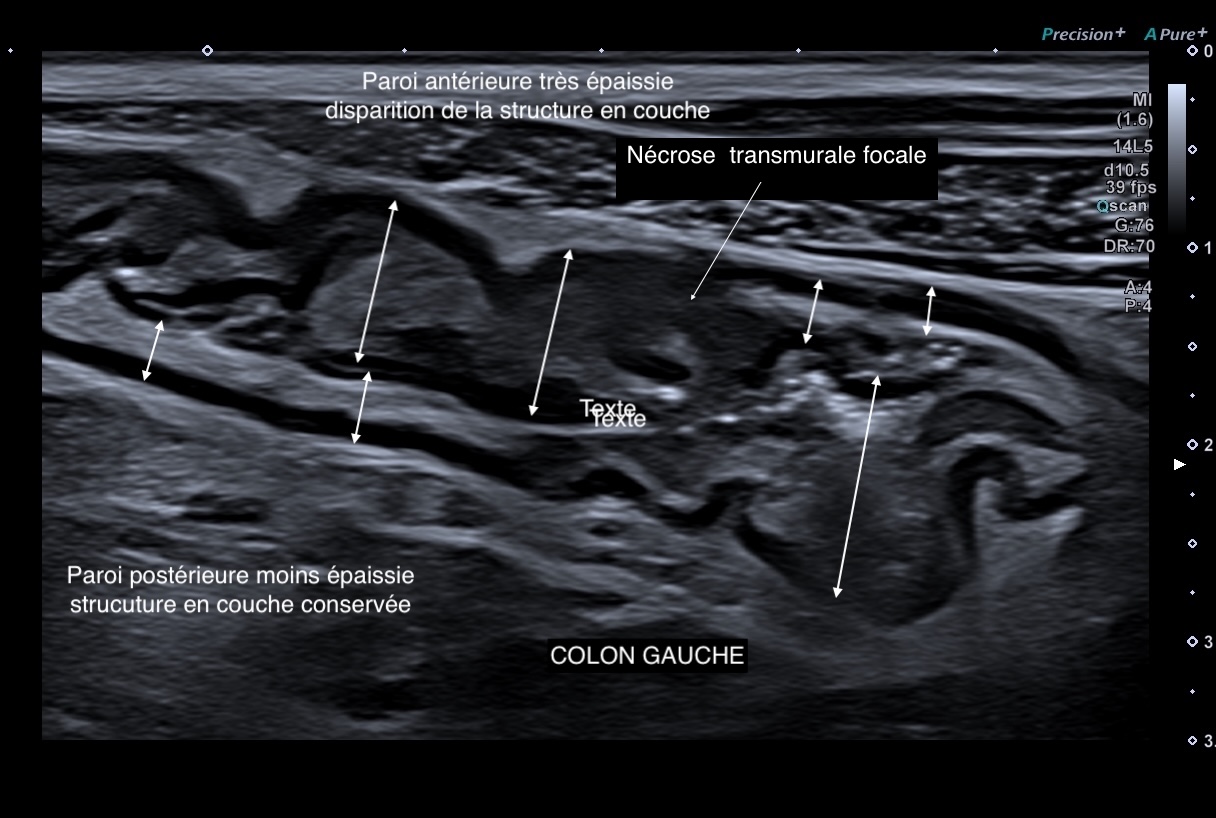 Precision+ APure+
0
Paroi antérieure très épaissie
disparition de la structure en couche
MI
(1.6)
Nécrose transmurale focale
14L5
d10.5
39 fps
Qscan
G:76
DR:70
1
A:4
P:4
Texte
Texte
2
Paroi postérieure moins épaissie
strucuture en couche conservée
3
COLON GAUCHE
3.